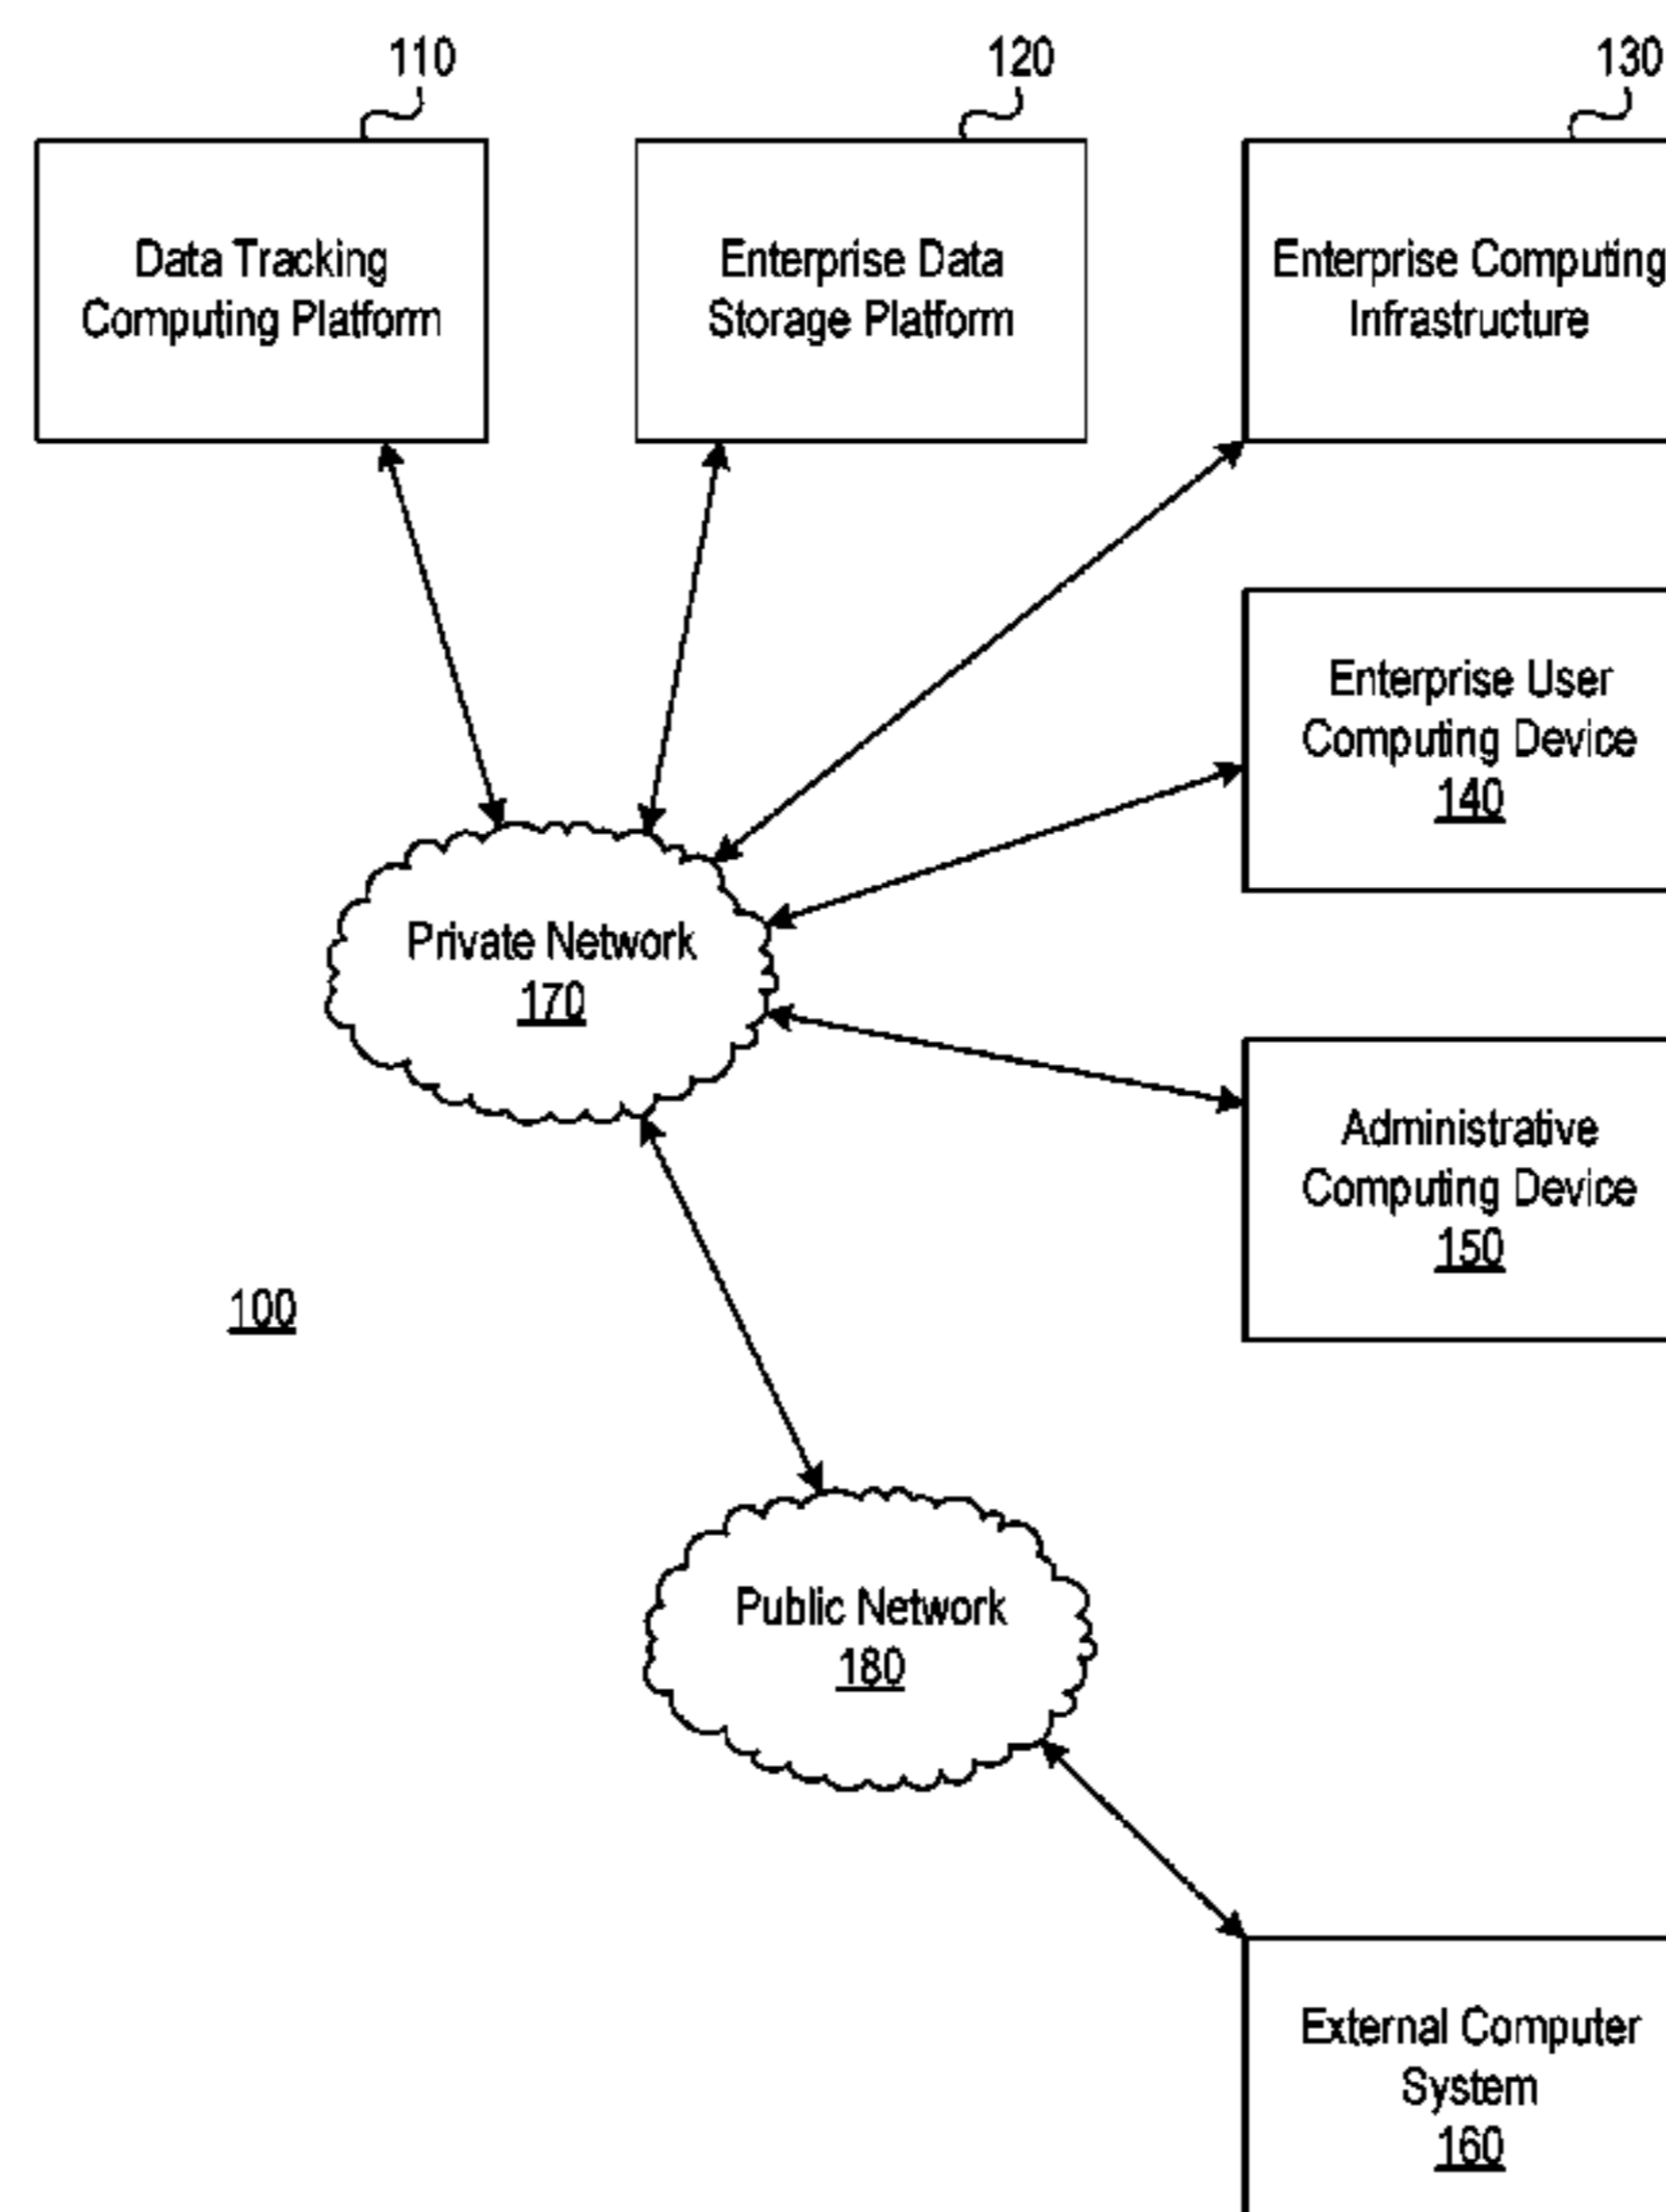 110
120
130
Data Tracking
Computing Platform
Enterprise Data
Storage Platform
Enterprise Computing
Infrastructure
Enterprise User
Computing Device
140
Private Network
170
Administrative
Computing Device
150
100
Public Network
180
External Computer
System
160